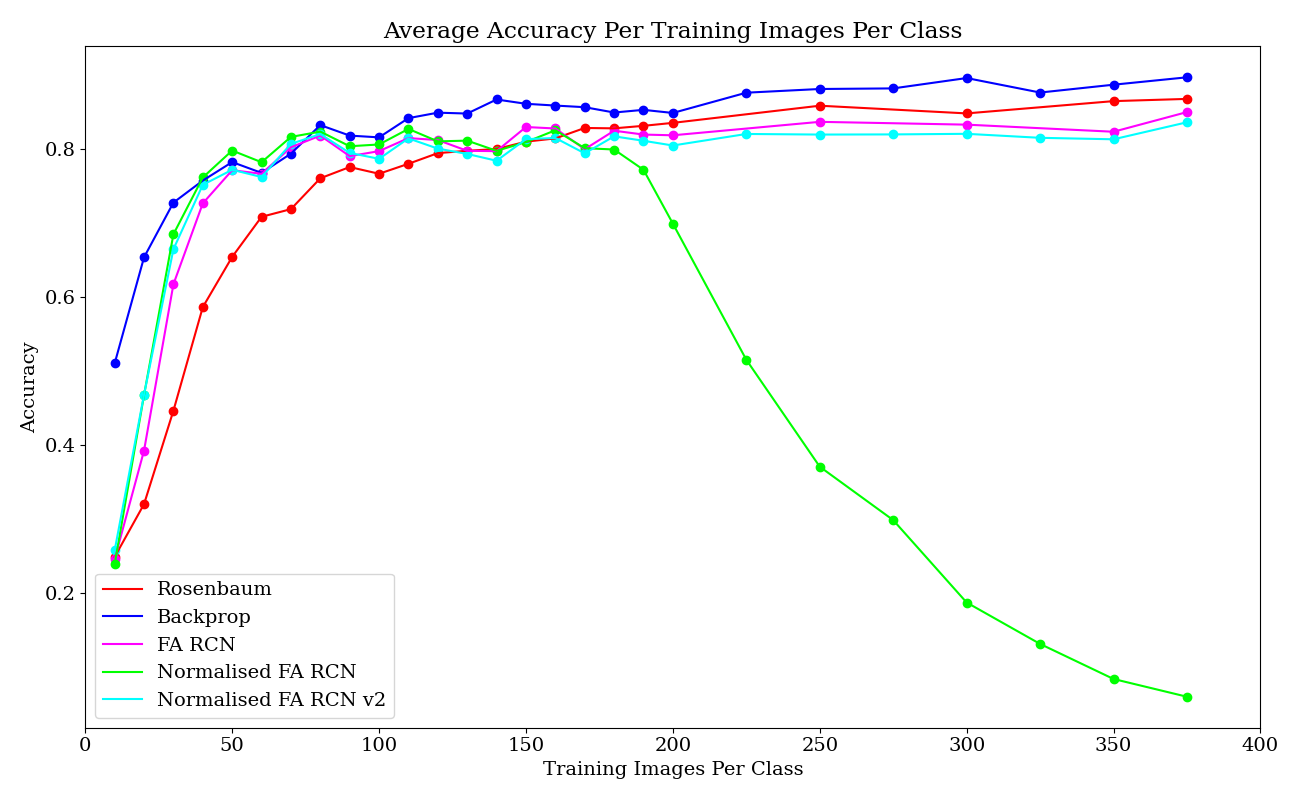 Average Accuracy Per Training Images Per Class
Accuracy
0.8
0.6
0.4
0.2
Rosenbaum
Backprop
FA RCN
Normalised FA RCN
Normalised FA RCN v2
0 50 100 150 200 250 300 350 400
Training Images Per Class